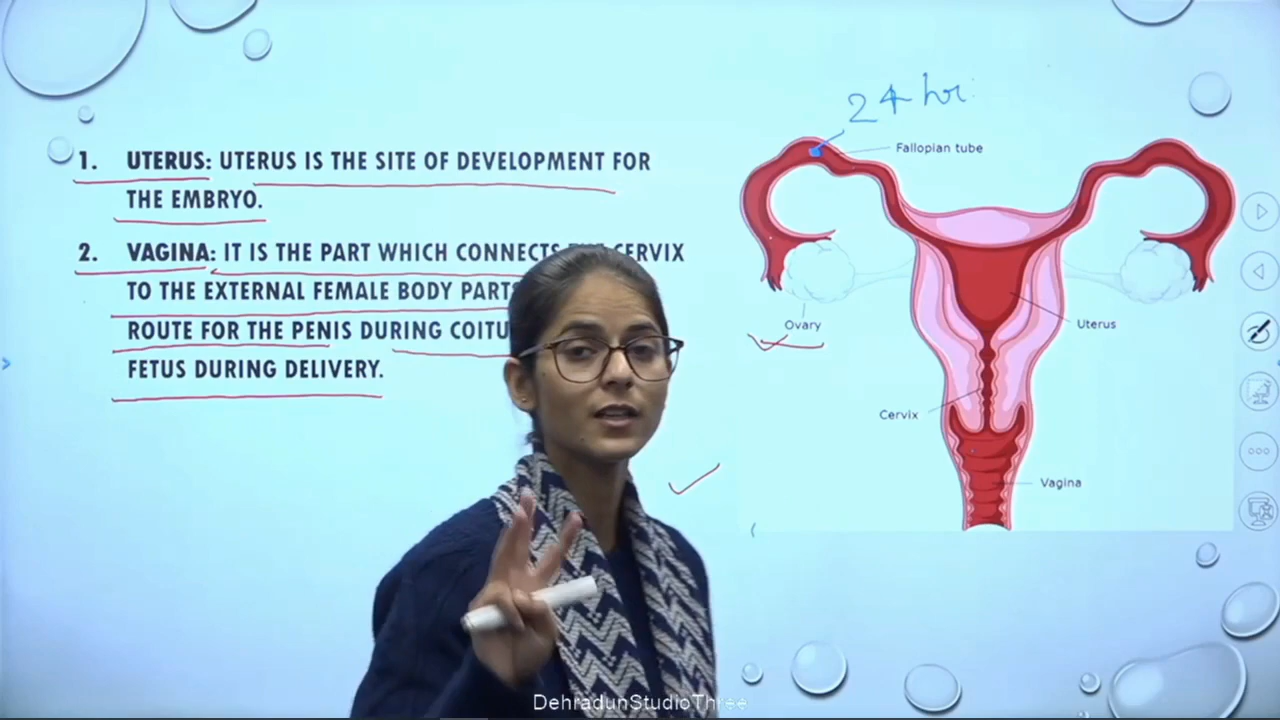 24 hr
Fallopian tube
1. UTERUS: UTERUS IS THE SITE OF DEVELOPMENT FOR
THE EMBRYO.
2. VAGINA: IT IS THE PART WHICH CONNECTS CERVIX
TO THE EXTERNAL FEMALE BODY PART
ROUTE FOR THE PENIS DURING COITU
FETUS DURING DELIVERY.
Ovary
Uterus
Cervix
Vagina
DehradunStudioThree